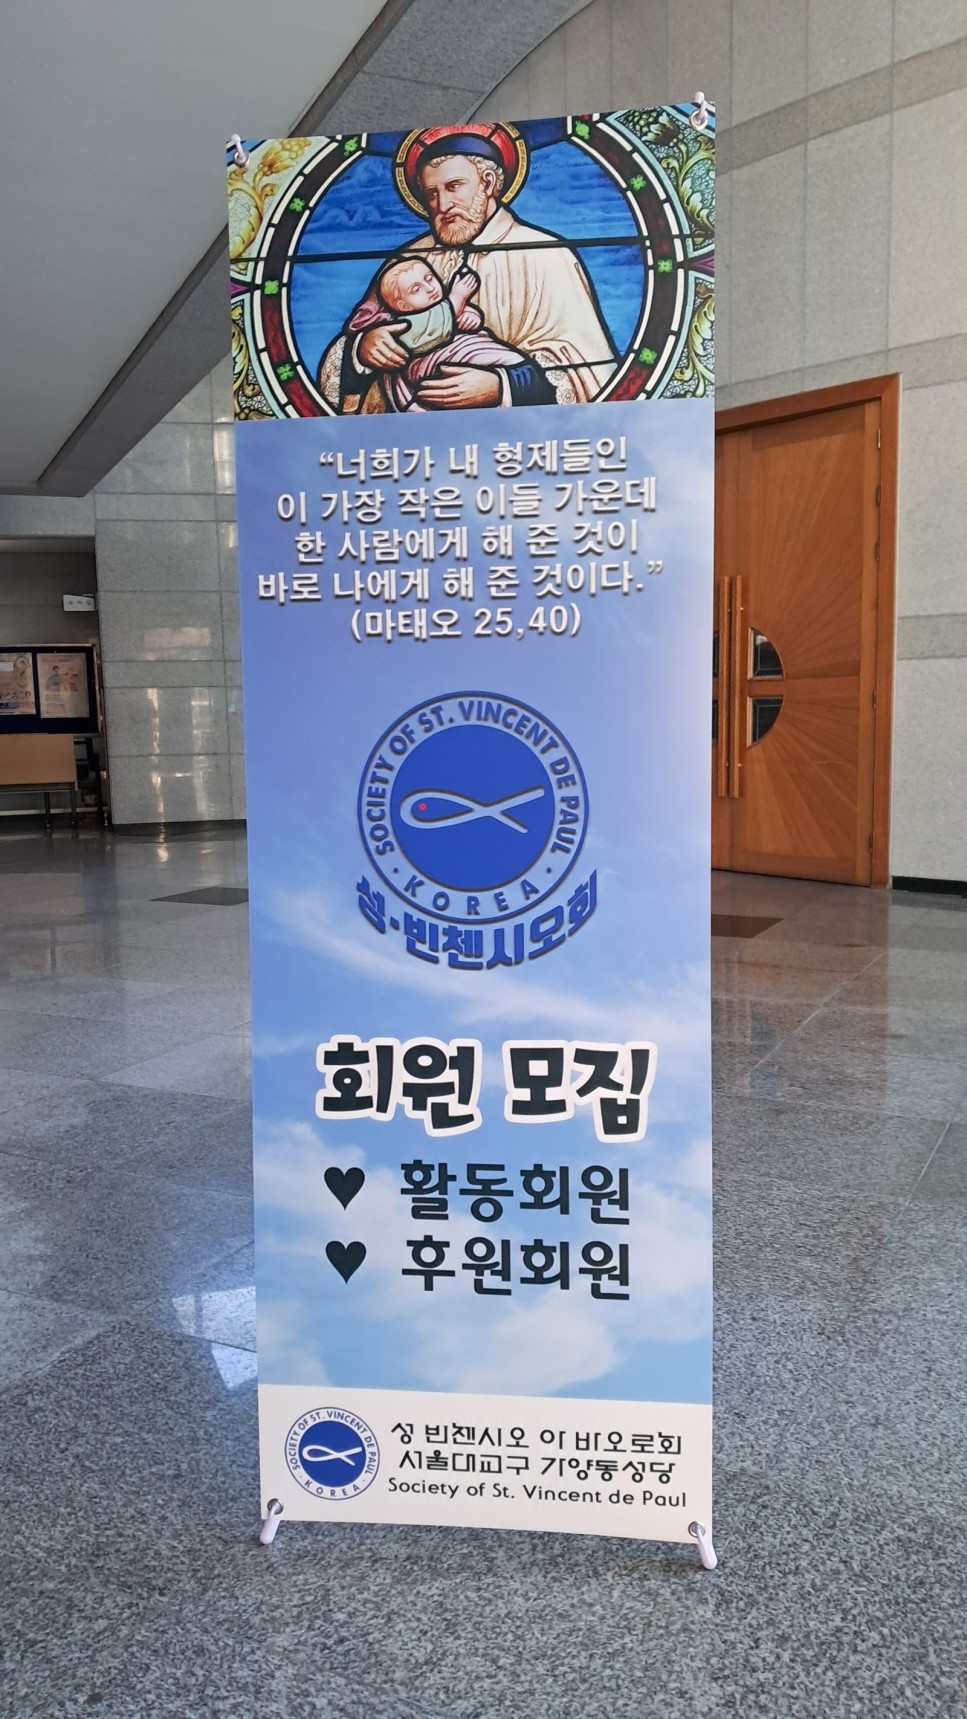 “너희가 내 형제들인
이 가장 작은 이들 가운데
한 사람에게 해 준 것이
바로 나에게 해 준 것이다.”
(마태오 25,40)
SOCIETY OF ST. VINCENT DE PAUL
· KOREA ·
성·빈첸시오회
회원 모집
♥ 활동회원
♥ 후원회원
SOCIETY OF ST. VINCENT DE PAUL
· KOREA ·
성 빈첸시오 아 바오로회
서울대교구 가양동성당
Society of St. Vincent de Paul